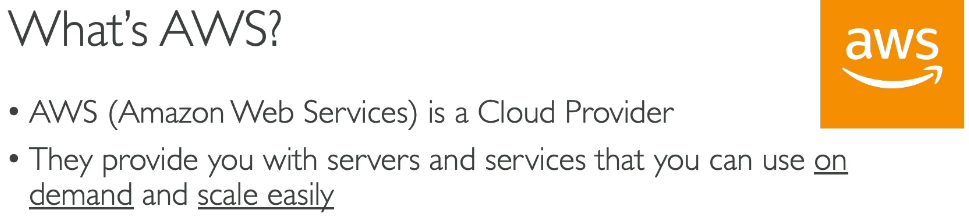 What's AWS?
aws
• AWS (Amazon Web Services) is a Cloud Provider
• They provide you with servers and services that you can use on
demand and scale easily